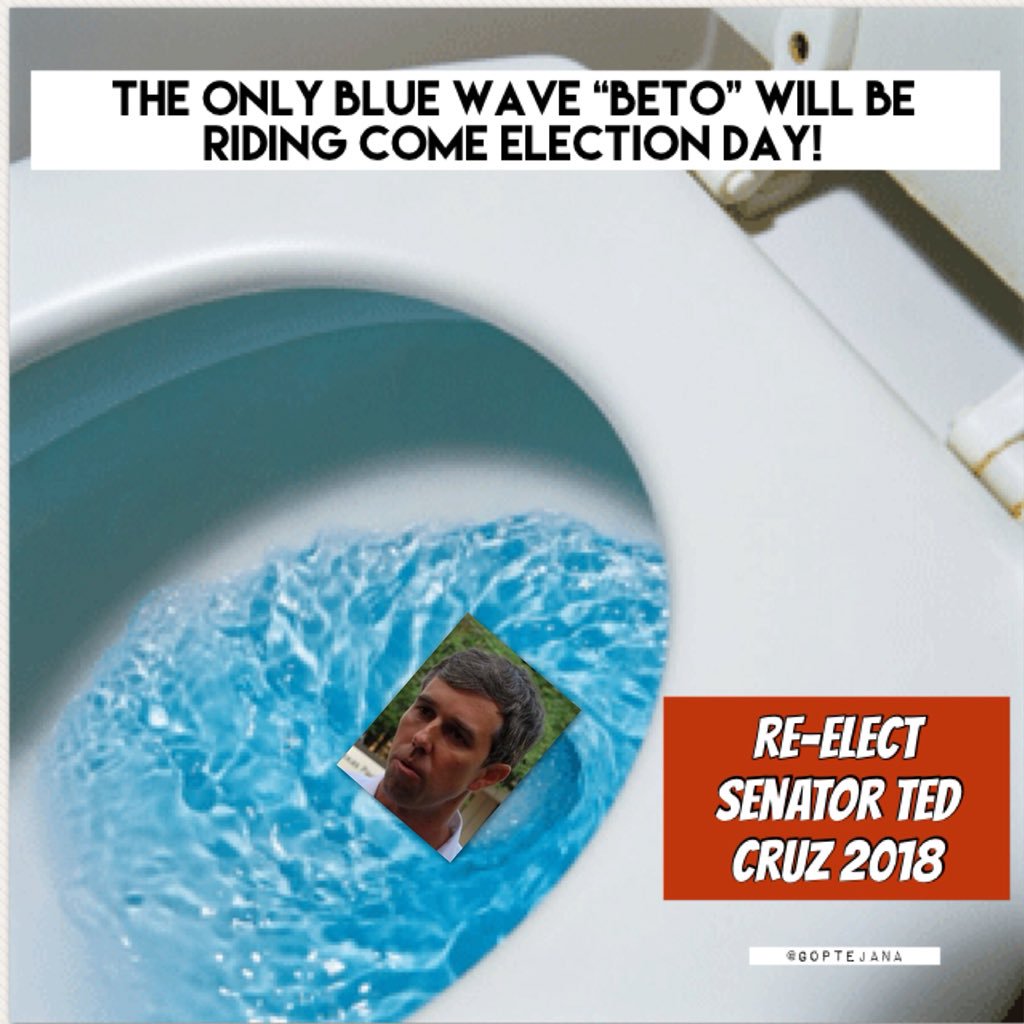 THE ONLY BLUE WAVE “BETO” WILL BE
RIDING COME ELECTION DAY!
RE-ELECT
SENATOR TED
CRUZ 2018
@GOPTEJANA